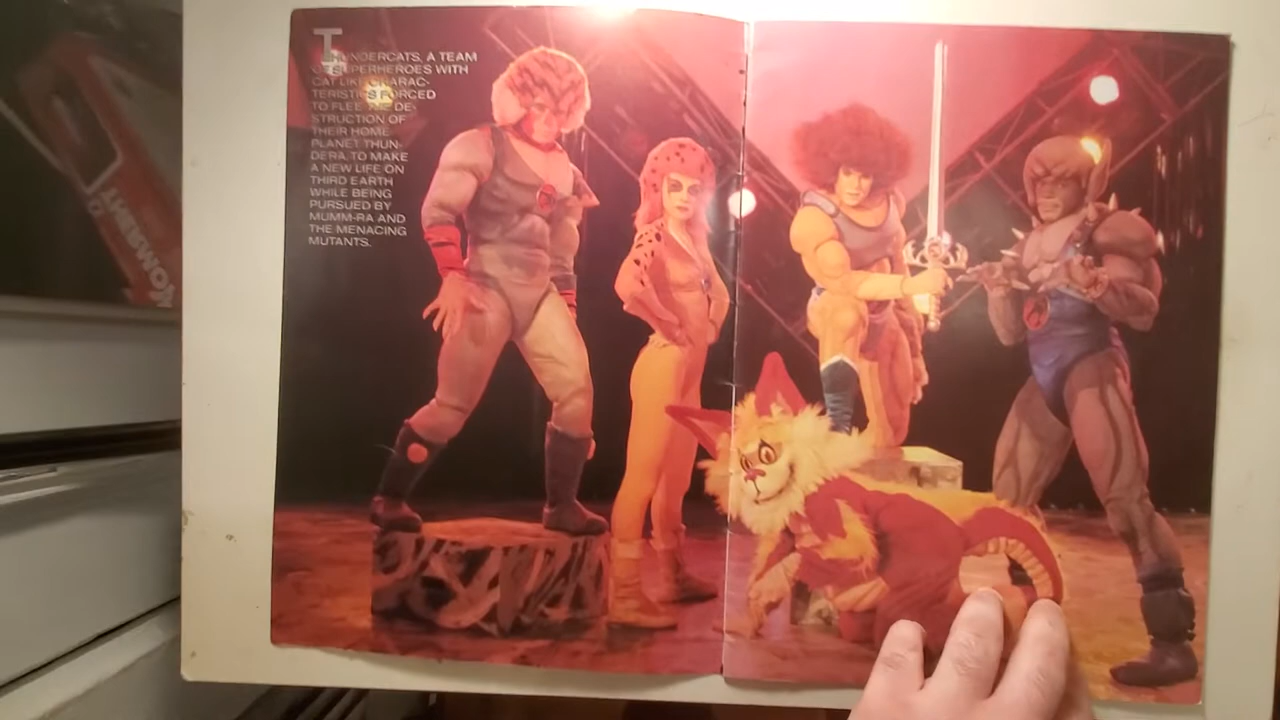 THUNDERCATS, A TEAM
OF SUPERHEROES WITH
CAT LIKE CHARAC-
TERISTICS FORCED
TO FLEE THE DE-
STRUCTION OF
THEIR HOME
PLANET THUN-
DERA, TO MAKE
A NEW LIFE ON
THIRD EARTH
WHILE BEING
PURSUED BY
MUMM-RA AND
THE MENACING
MUTANTS.